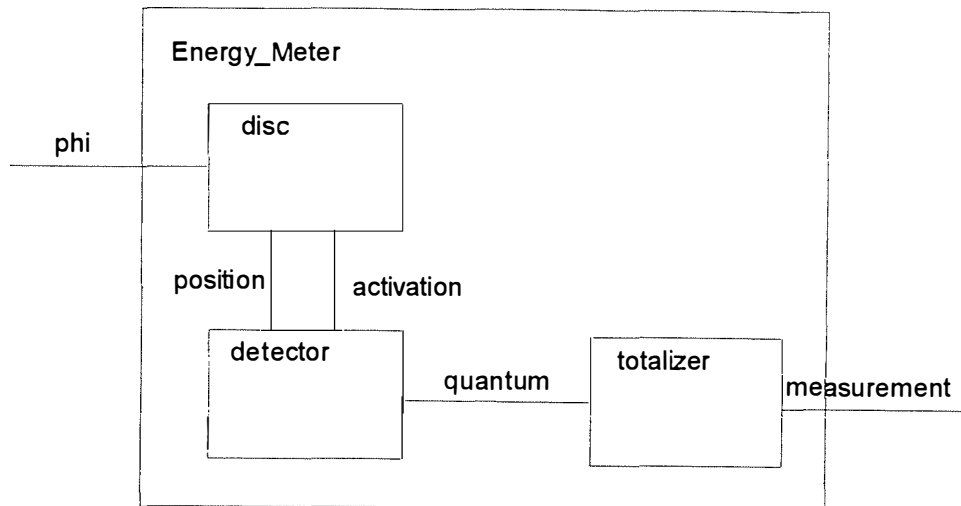 Energy_Meter
disc
phi
position
activation
detector
totalizer
quantum
measurement